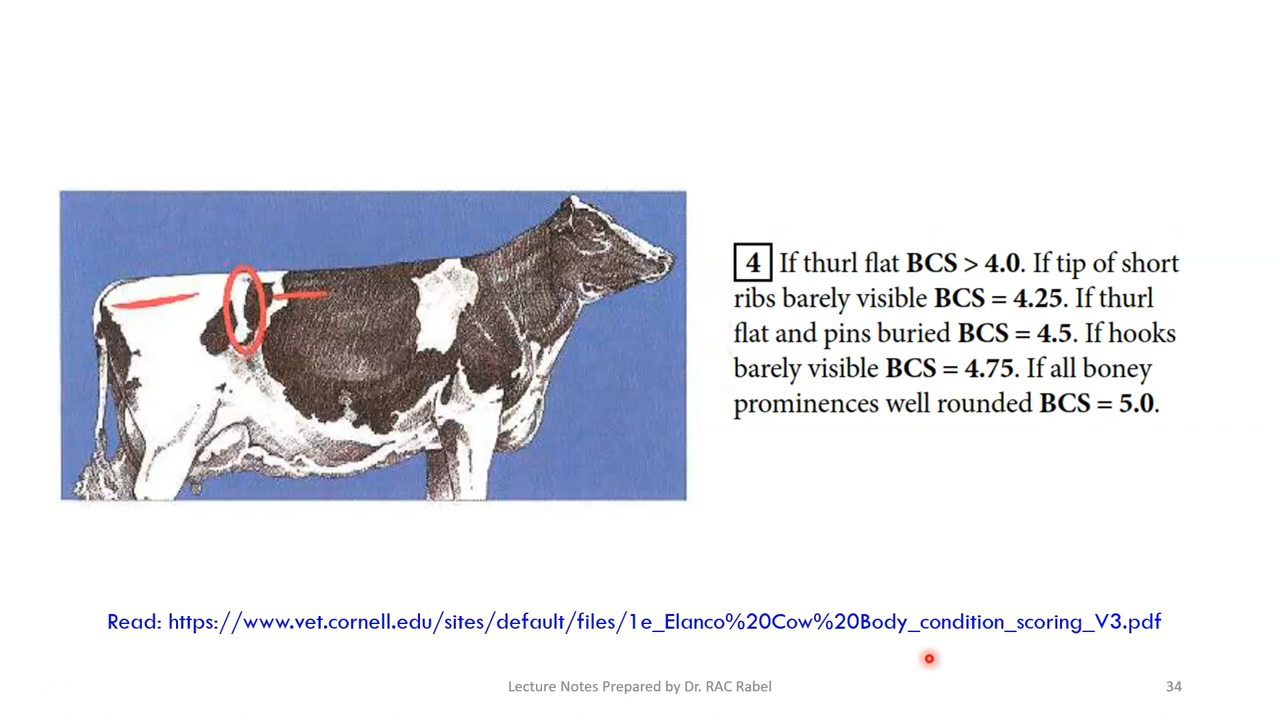 4 If thurl flat BCS > 4.0. If tip of short
ribs barely visible BCS = 4.25. If thurl
flat and pins buried BCS = 4.5. If hooks
barely visible BCS = 4.75. If all boney
prominences well rounded BCS = 5.0.
Read: https://www.vet.cornell.edu/sites/default/files/1e_Elanco%20Cow%20Body_condition_scoring_V3.pdf
Lecture Notes Prepared by Dr. RAC Rabel
34